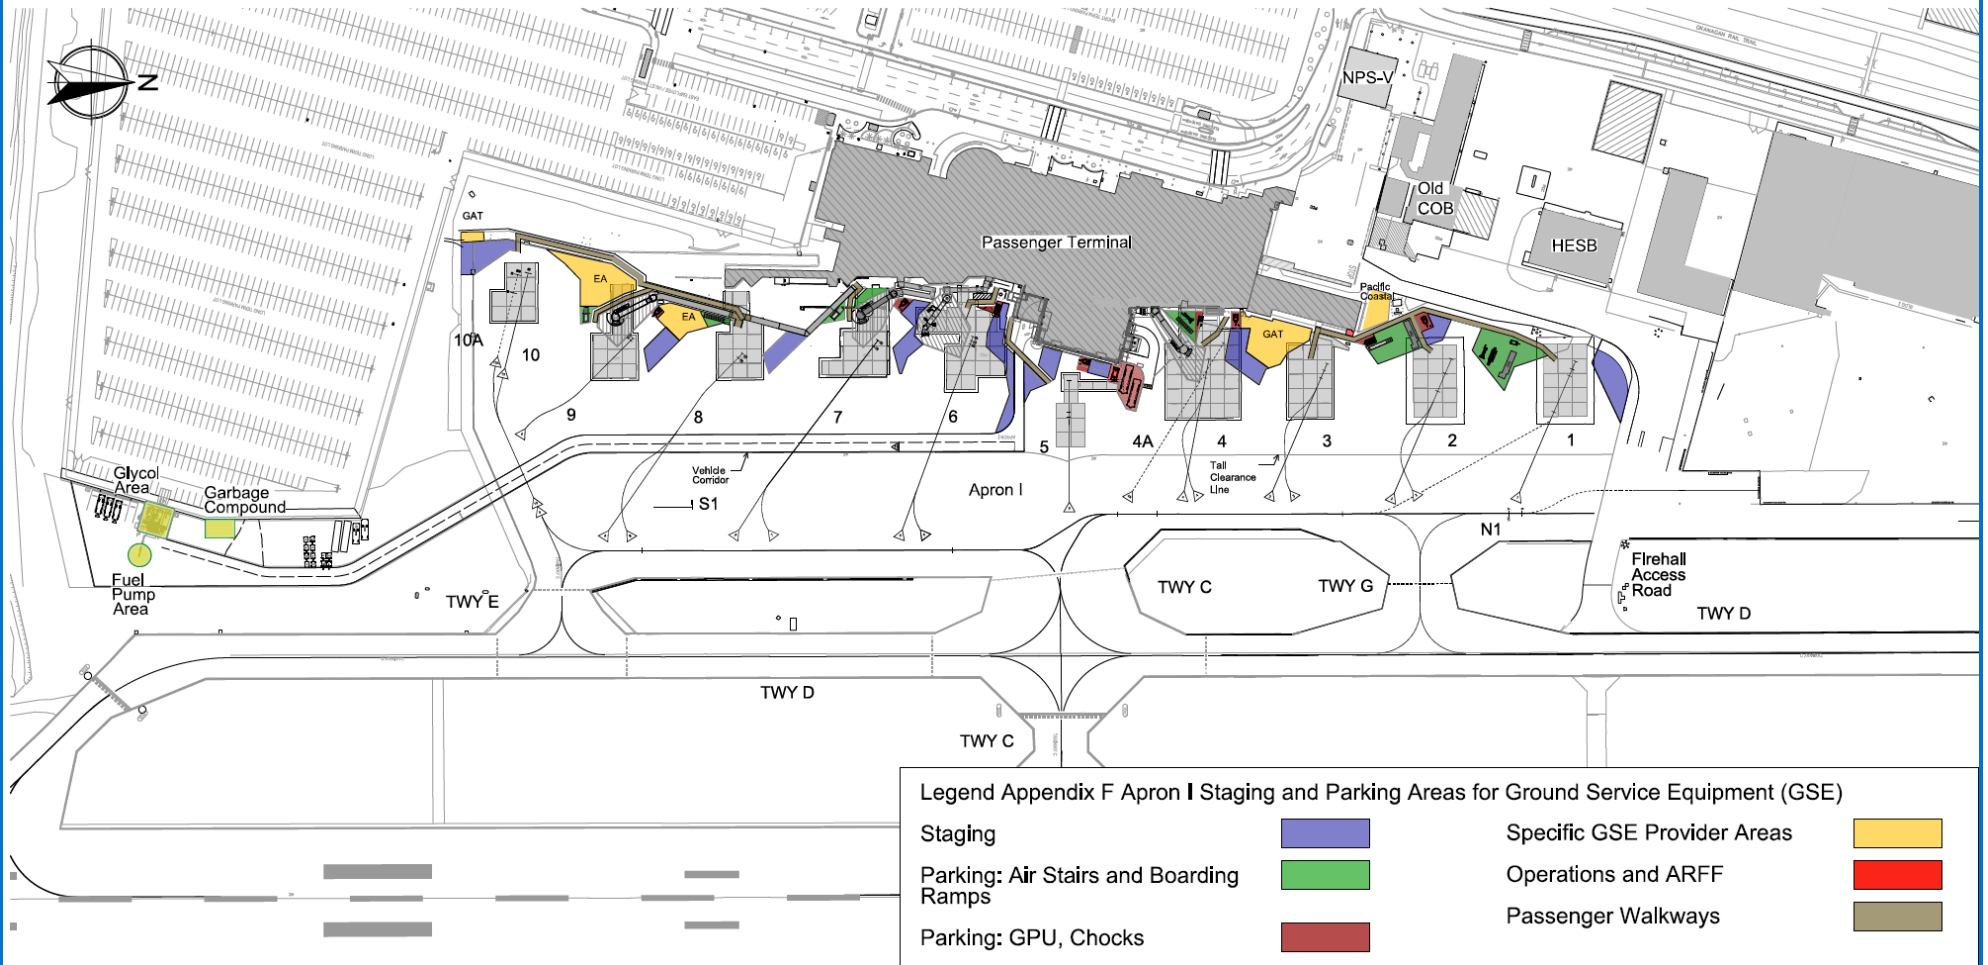 OKANAGAN RAIL TRAIL
N
NPS-V
Old
COB
HESB
GAT
Passenger Terminal
EA
EA
Pacific
Coastal
GAT
10A
10
9
8
7
6
5
4A
4
3
2
1
Vehicle
Corridor
Tail
Clearance
Line
S1
Apron I
N1
Glycol
Area
Garbage
Compound
Fuel
Pump
Area
TWY E
TWY C
TWY G
Firehall
Access
Road
TWY D
TWY D
TWY C
Legend Appendix F Apron I Staging and Parking Areas for Ground Service Equipment (GSE)
Staging
Parking: Air Stairs and Boarding
Ramps
Parking: GPU, Chocks
Specific GSE Provider Areas
Operations and ARFF
Passenger Walkways